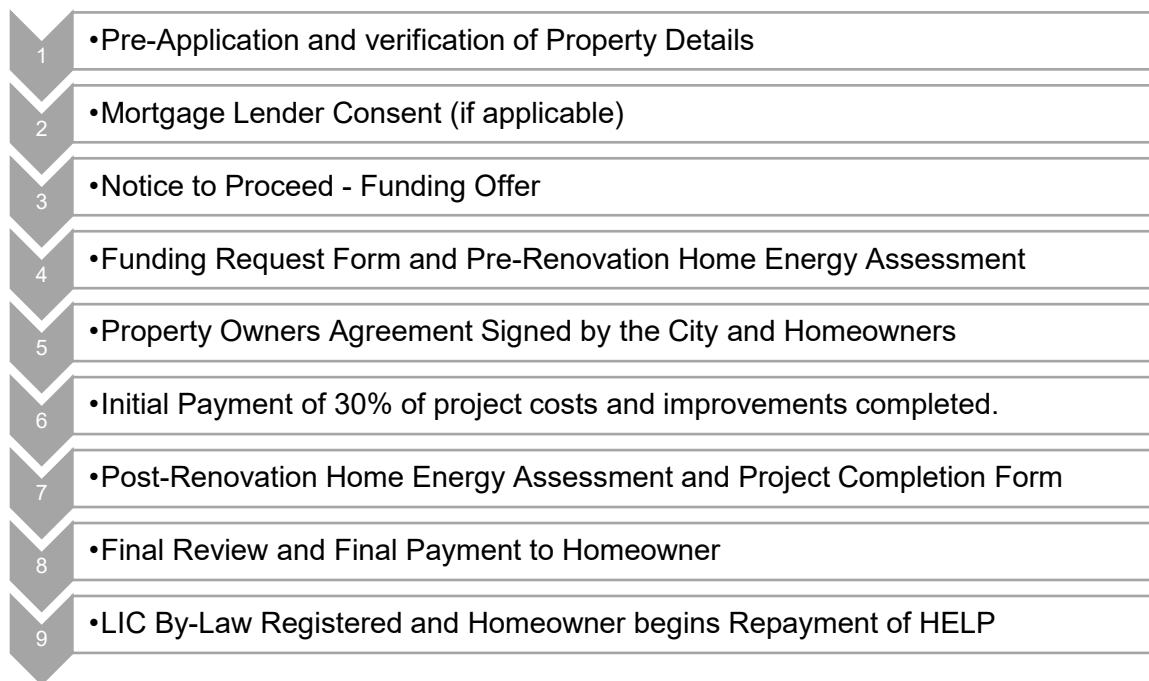 1
•Pre-Application and verification of Property Details
2
•Mortgage Lender Consent (if applicable)
3
•Notice to Proceed - Funding Offer
4
•Funding Request Form and Pre-Renovation Home Energy Assessment
5
•Property Owners Agreement Signed by the City and Homeowners
6
•Initial Payment of 30% of project costs and improvements completed.
7
•Post-Renovation Home Energy Assessment and Project Completion Form
8
•Final Review and Final Payment to Homeowner
9
•LIC By-Law Registered and Homeowner begins Repayment of HELP